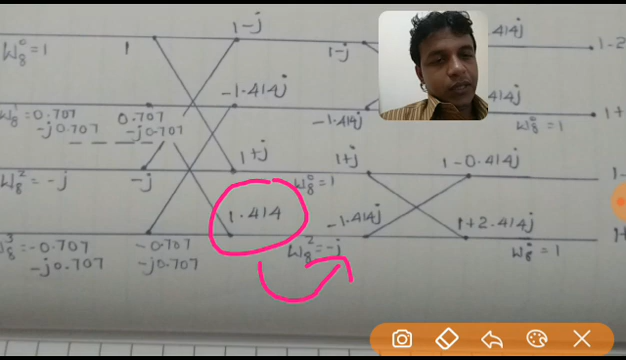 1-j
.414j
W₈⁰=1
1
1-j
1-2
-1.414j
414j
W₈¹=0.707
-j0.707
0.707
-j0.707
-1.414j
W₈⁰=1
1+
1+j
1+j
1-0.414j
W₈²=-j
-j
W₈⁰=1
1-
1.414
-1.414j
1+2.414j
W₈³=-0.707
-j0.707
-0.707
-j0.707
W₈²=-j
W₈⁰=1
1+